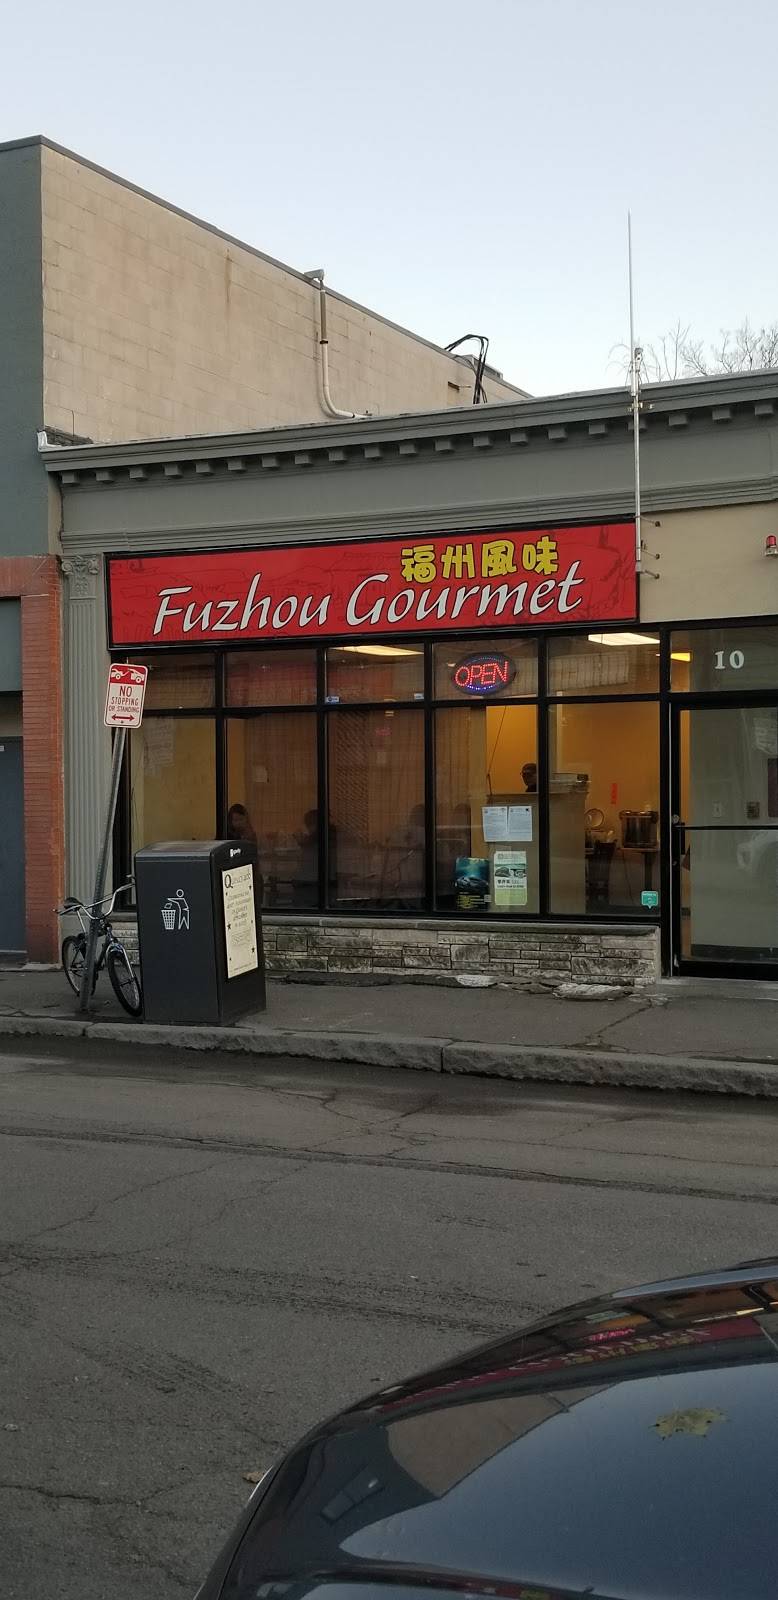 福州風味
Fuzhou Gourmet
OPEN
10
NO
STOPPING
OR STANDING